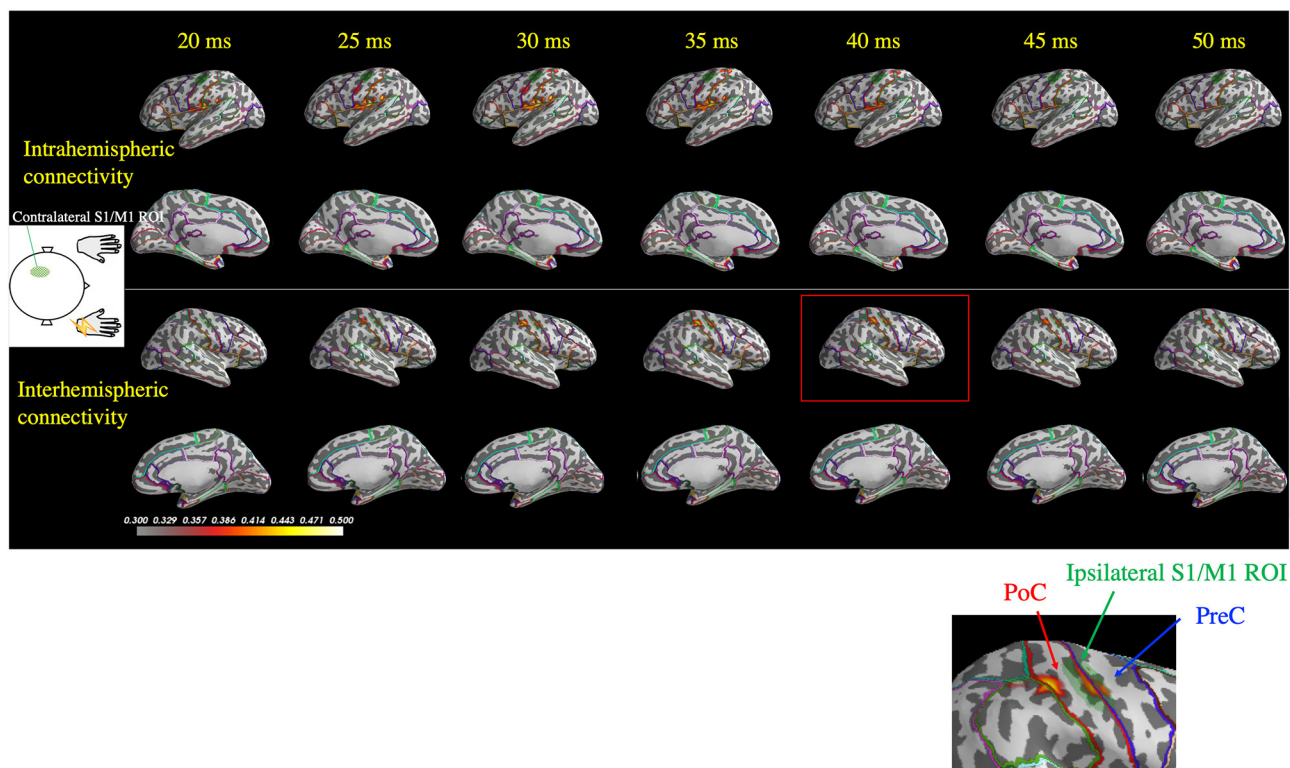 20 ms 25 ms 30 ms 35 ms 40 ms 45 ms 50 ms
Intrahemispheric
connectivity
Contralateral S1/M1 ROI
Interhemispheric
connectivity
0.300 0.329 0.357 0.386 0.414 0.443 0.471 0.500
Ipsilateral S1/M1 ROI
PoC
PreC